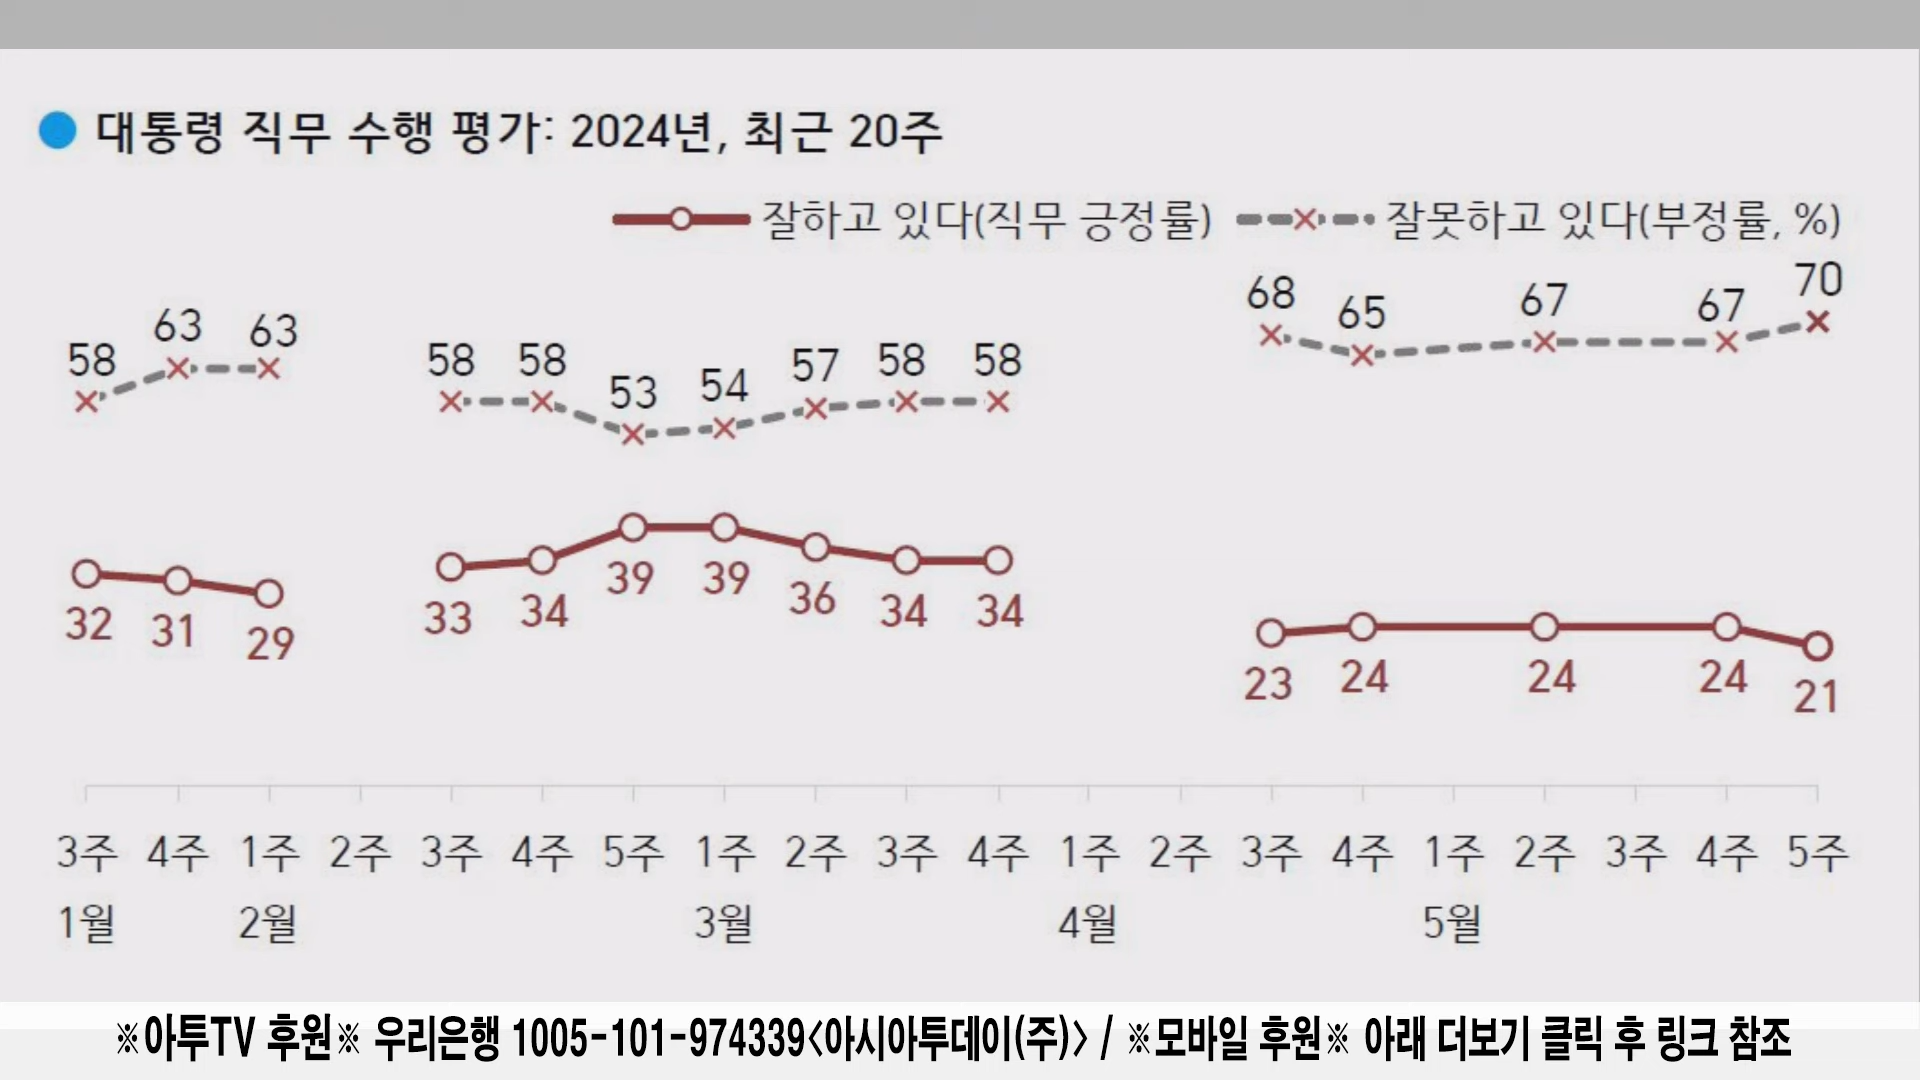 대통령 직무 수행 평가: 2024년, 최근 20주
잘하고 있다(직무 긍정률) 잘못하고 있다(부정률, %)
58 63 63 58 58 53 54 57 58 58 68 65 67 67 70
32 31 29 33 34 39 39 36 34 34 23 24 24 24 21
3주 4주 1주 2주 3주 4주 5주 1주 2주 3주 4주 1주 2주 3주 4주 1주 2주 3주 4주 5주
1월 2월 3월 4월 5월
※아투TV 후원※ 우리은행 1005-101-974339<아시아투데이(주)> / ※모바일 후원※ 아래 더보기 클릭 후 링크 참조